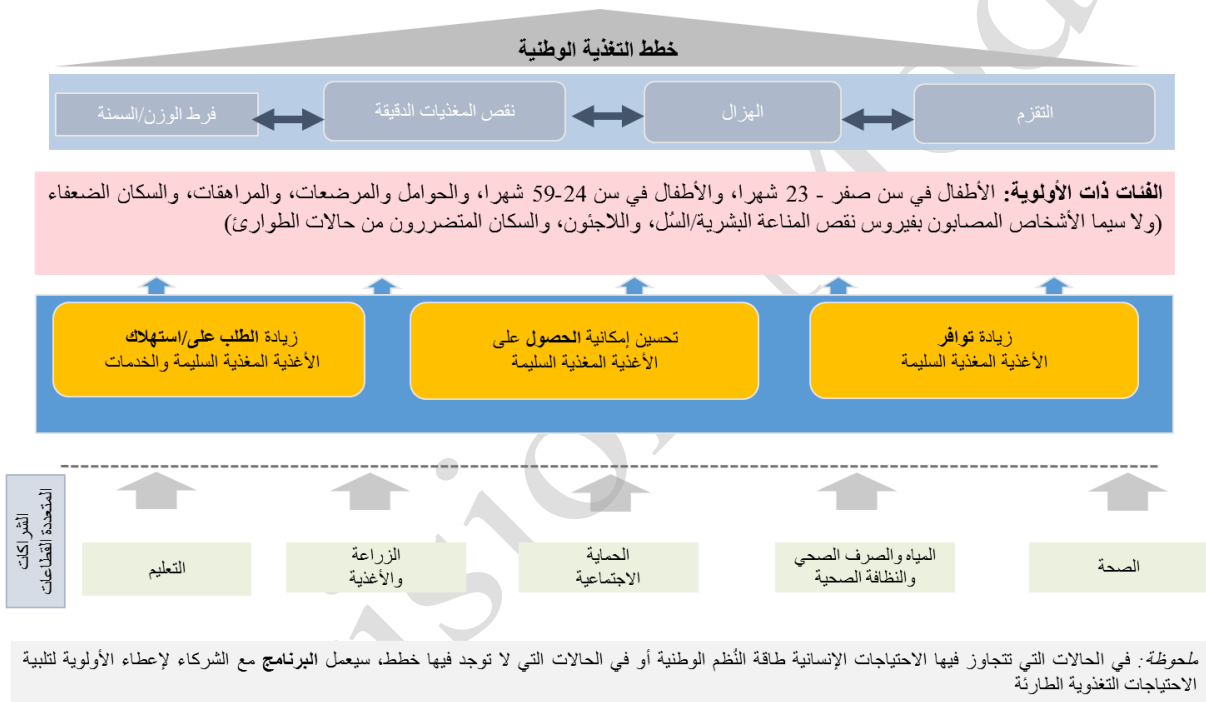 خطط التغذية الوطنية
التقزم
الهزال
نقص المغذيات الدقيقة
فرط الوزن/السمنة
الفئات ذات الأولوية: الأطفال في سن صفر - 23 شهرا، والأطفال في سن 24-59 شهرا، والحوامل والمرضعات، والمراهقات، والسكان الضعفاء
(ولا سيما الأشخاص المصابون بفيروس نقص المناعة البشرية/السُل، واللاجئون، والسكان المتضررون من حالات الطوارئ)
زيادة توافر
الأغذية المغذية السليمة
تحسين إمكانية الحصول على
الأغذية المغذية السليمة
زيادة الطلب على/استهلاك
الأغذية المغذية السليمة والخدمات
الشراكات
المتعددة القطاعات
الصحة
المياه والصرف الصحي
والنظافة الصحية
الحماية
الاجتماعية
الزراعة
والأغذية
التعليم
ملحوظة: في الحالات التي تتجاوز فيها الاحتياجات الإنسانية طاقة النُظم الوطنية أو في الحالات التي لا توجد فيها خطط، سيعمل البرنامج مع الشركاء لإعطاء الأولوية لتلبية
الاحتياجات التغذوية الطارئة